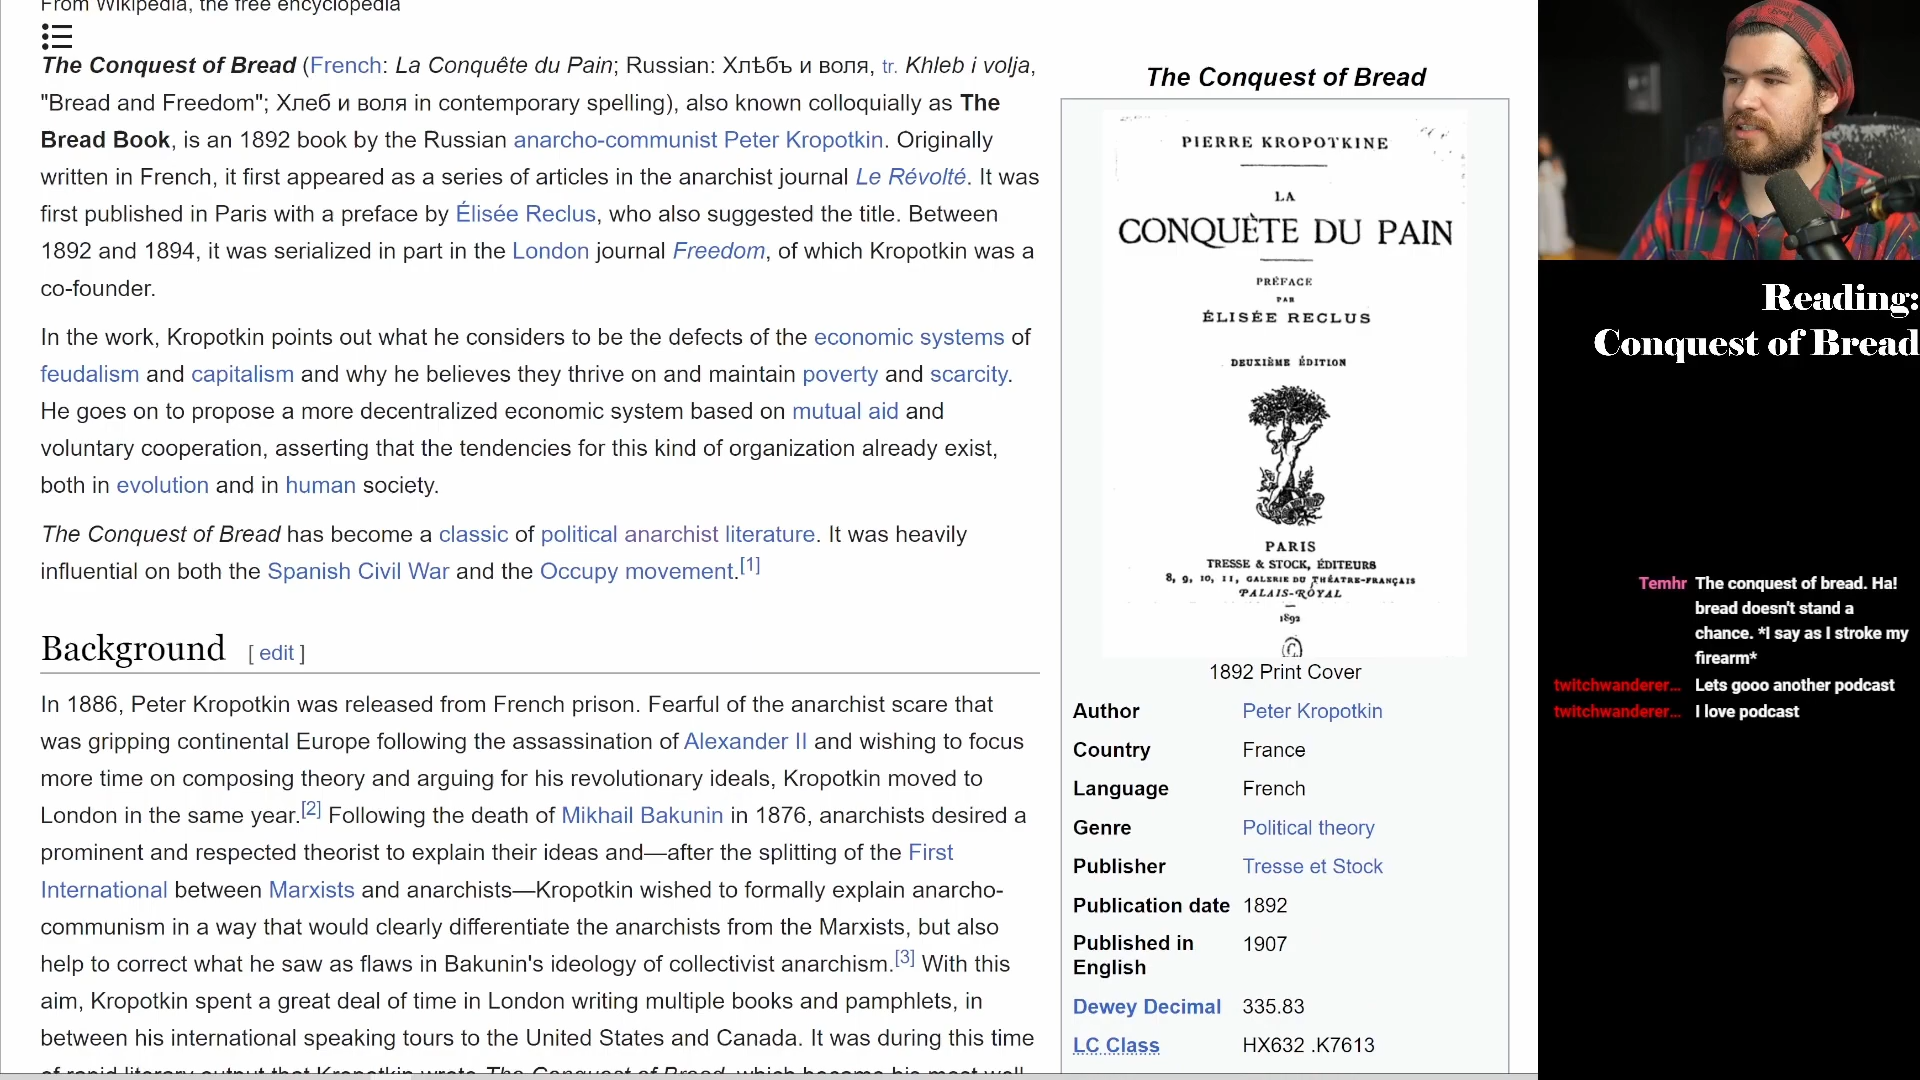 From Wikipedia, the free encyclopedia
The Conquest of Bread (French: La Conquête du Pain; Russian: Хлѣбъ и воля, tr. Khleb i volja,
"Bread and Freedom"; Хлеб и воля in contemporary spelling), also known colloquially as The
Bread Book, is an 1892 book by the Russian anarcho-communist Peter Kropotkin. Originally
written in French, it first appeared as a series of articles in the anarchist journal Le Révolté. It was
first published in Paris with a preface by Élisée Reclus, who also suggested the title. Between
1892 and 1894, it was serialized in part in the London journal Freedom, of which Kropotkin was a
co-founder.
In the work, Kropotkin points out what he considers to be the defects of the economic systems of
feudalism and capitalism and why he believes they thrive on and maintain poverty and scarcity.
He goes on to propose a more decentralized economic system based on mutual aid and
voluntary cooperation, asserting that the tendencies for this kind of organization already exist,
both in evolution and in human society.
The Conquest of Bread has become a classic of political anarchist literature. It was heavily
influential on both the Spanish Civil War and the Occupy movement.[1]
Background [ edit ]
In 1886, Peter Kropotkin was released from French prison. Fearful of the anarchist scare that
was gripping continental Europe following the assassination of Alexander II and wishing to focus
more time on composing theory and arguing for his revolutionary ideals, Kropotkin moved to
London in the same year.[2] Following the death of Mikhail Bakunin in 1876, anarchists desired a
prominent and respected theorist to explain their ideas and—after the splitting of the First
International between Marxists and anarchists—Kropotkin wished to formally explain anarcho-
communism in a way that would clearly differentiate the anarchists from the Marxists, but also
help to correct what he saw as flaws in Bakunin's ideology of collectivist anarchism.[3] With this
aim, Kropotkin spent a great deal of time in London writing multiple books and pamphlets, in
between his international speaking tours to the United States and Canada. It was during this time
of rapid literary output that Kropotkin wrote The Conquest of Bread, which became his most well-
The Conquest of Bread
PIERRE KROPOTKINE
LA
CONQUÈTE DU PAIN
PRÉFACE
PAR
ÉLISÉE RECLUS
DEUXIÈME ÉDITION
PARIS
TRESSE & STOCK, ÉDITEURS
8, 9, 10, 11, GALERIE DU THÉATRE-FRANÇAIS
PALAIS-ROYAL
1892
1892 Print Cover
Author Peter Kropotkin
Country France
Language French
Genre Political theory
Publisher Tresse et Stock
Publication date 1892
Published in English 1907
Dewey Decimal 335.83
LC Class HX632 .K7613
Reading:
Conquest of Bread
Temhr The conquest of bread. Ha!
bread doesn't stand a
chance. *I say as I stroke my
firearm*
twitchwanderer... Lets gooo another podcast
twitchwanderer... I love podcast